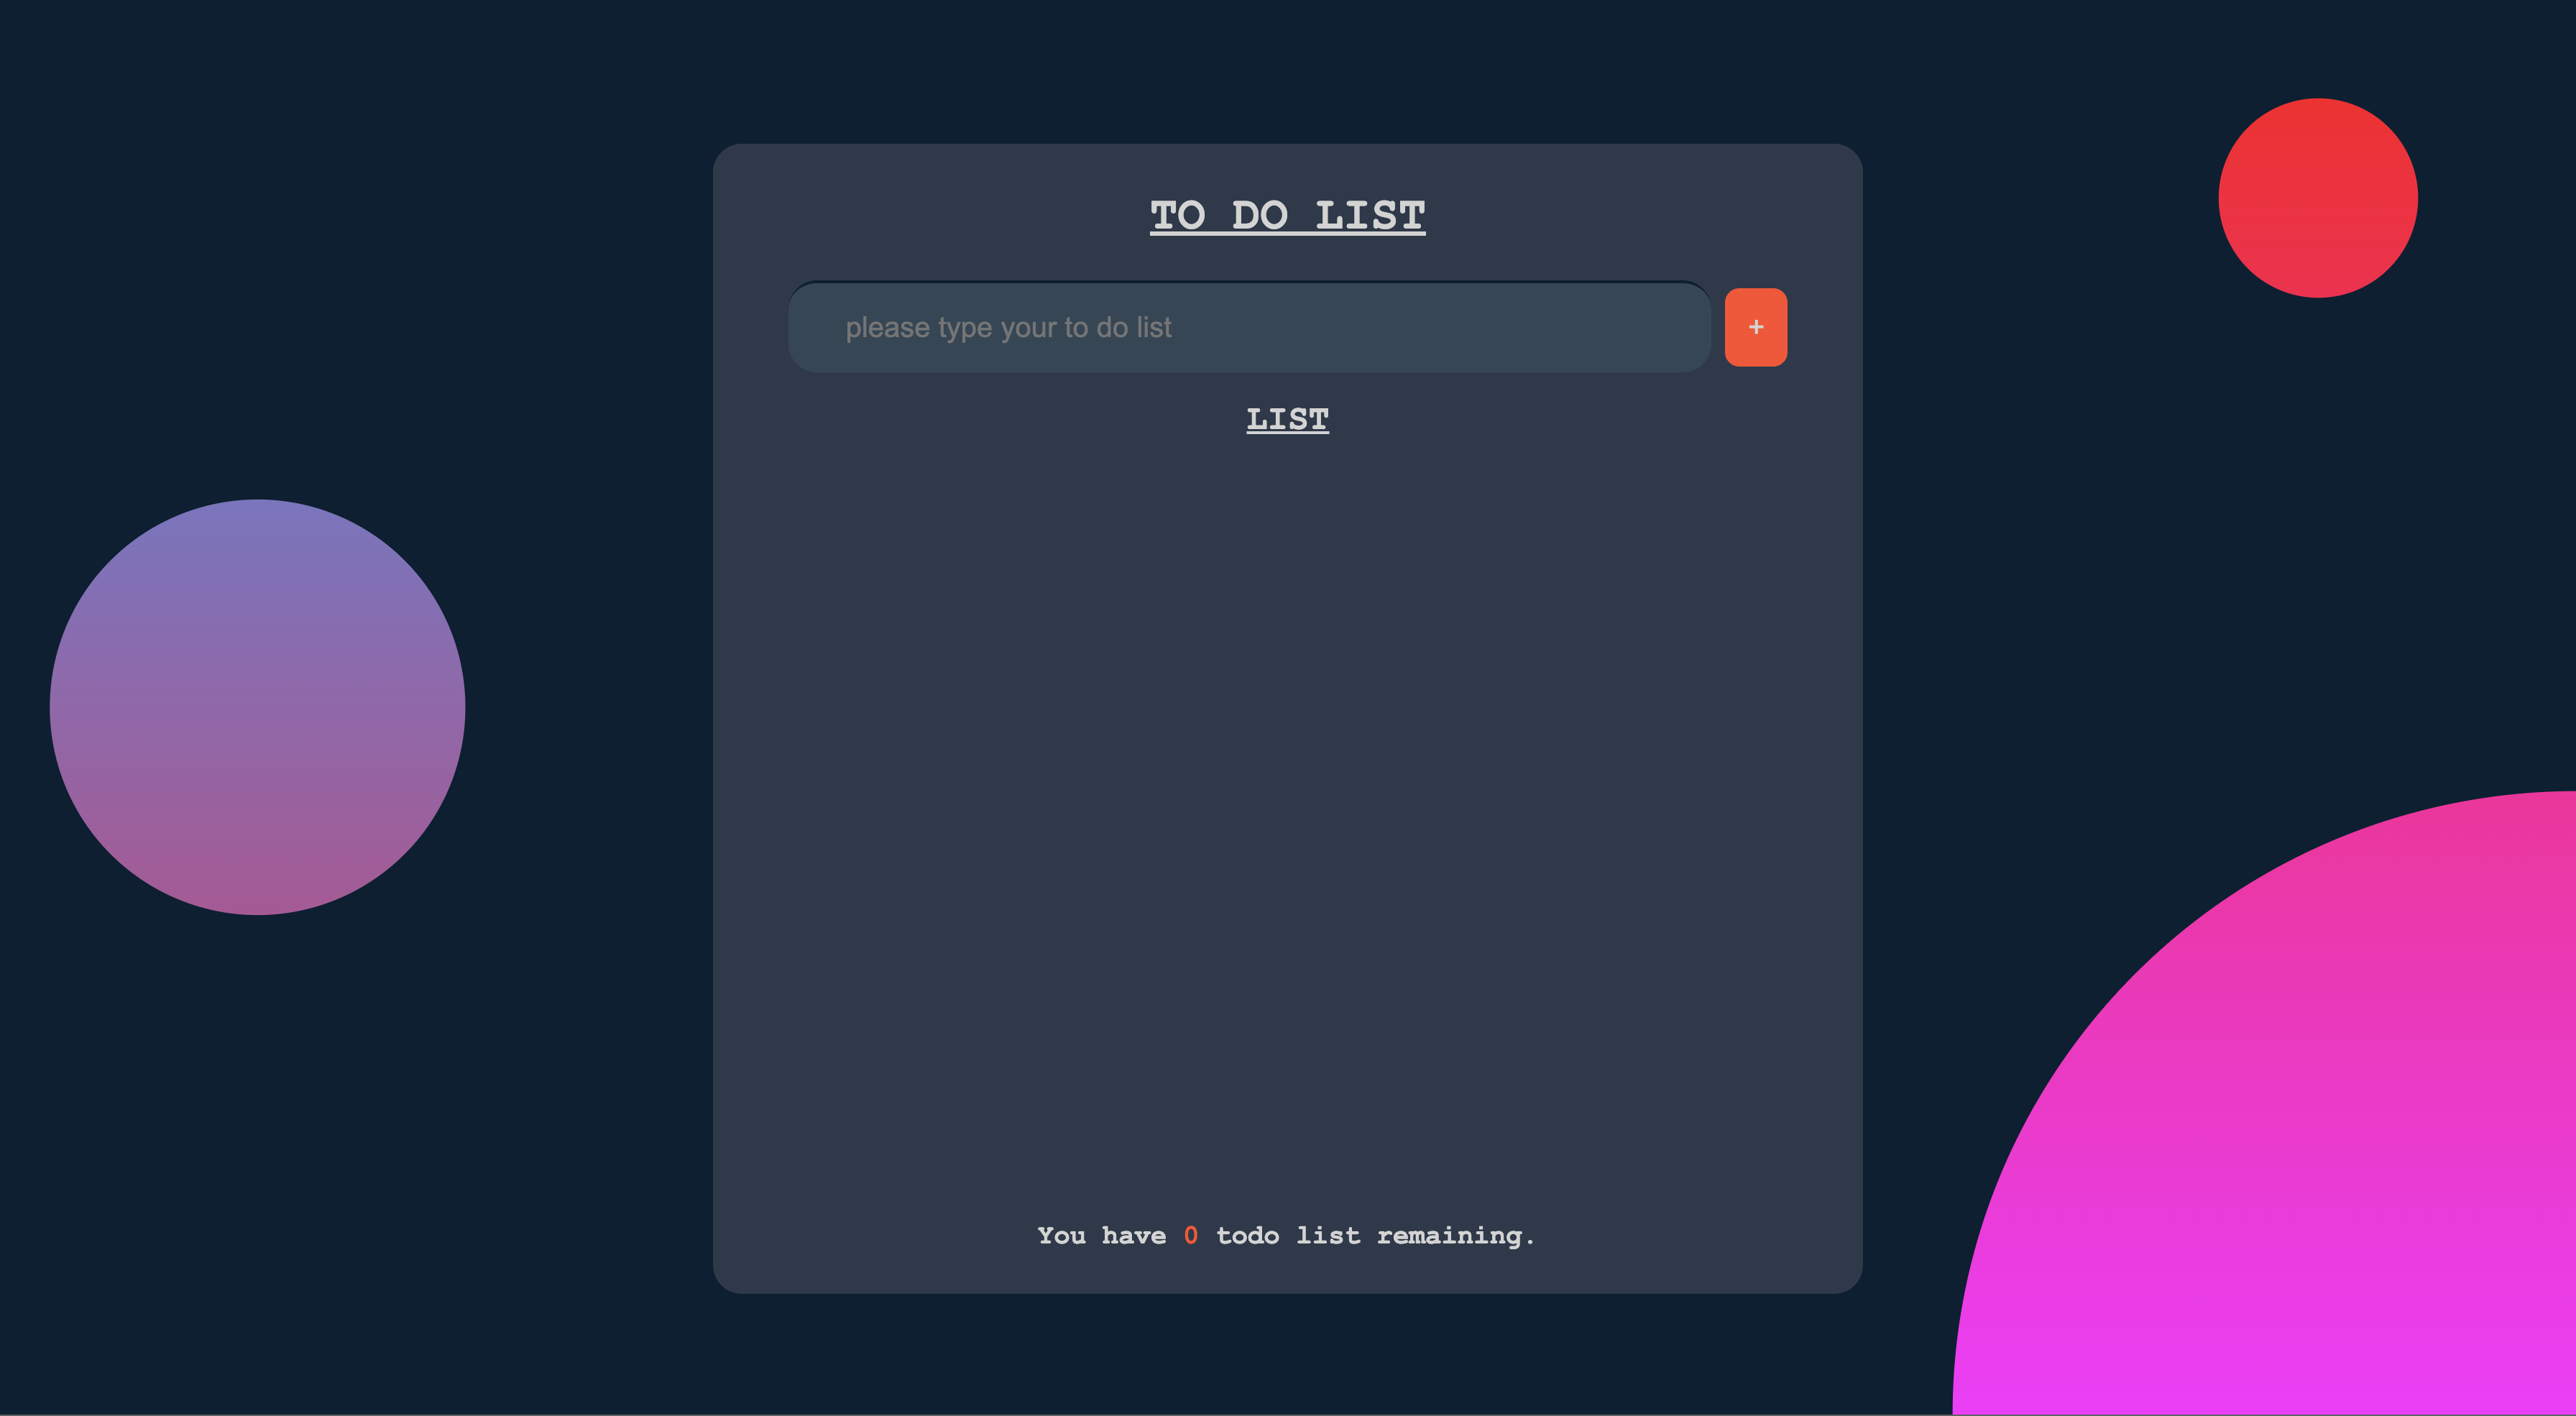 TO DO LIST
please type your to do list
+
LIST
You have 0 todo list remaining.